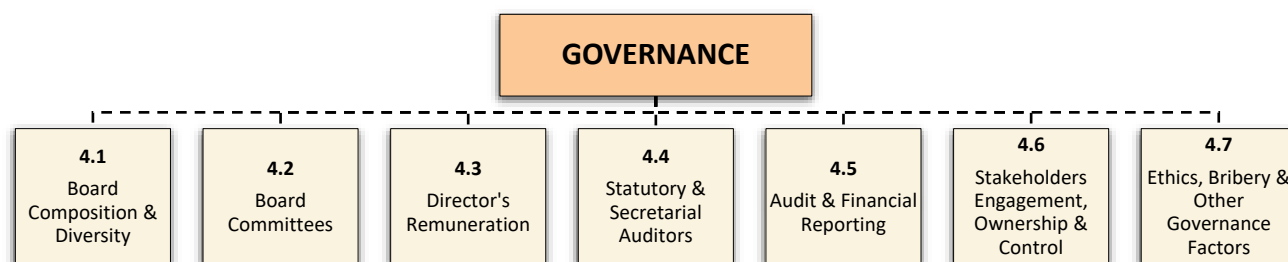 GOVERNANCE
4.1
Board
Composition &
Diversity
4.2
Board
Committees
4.3
Director's
Remuneration
4.4
Statutory &
Secretarial
Auditors
4.5
Audit & Financial
Reporting
4.6
Stakeholders
Engagement,
Ownership &
Control
4.7
Ethics, Bribery &
Other
Governance
Factors